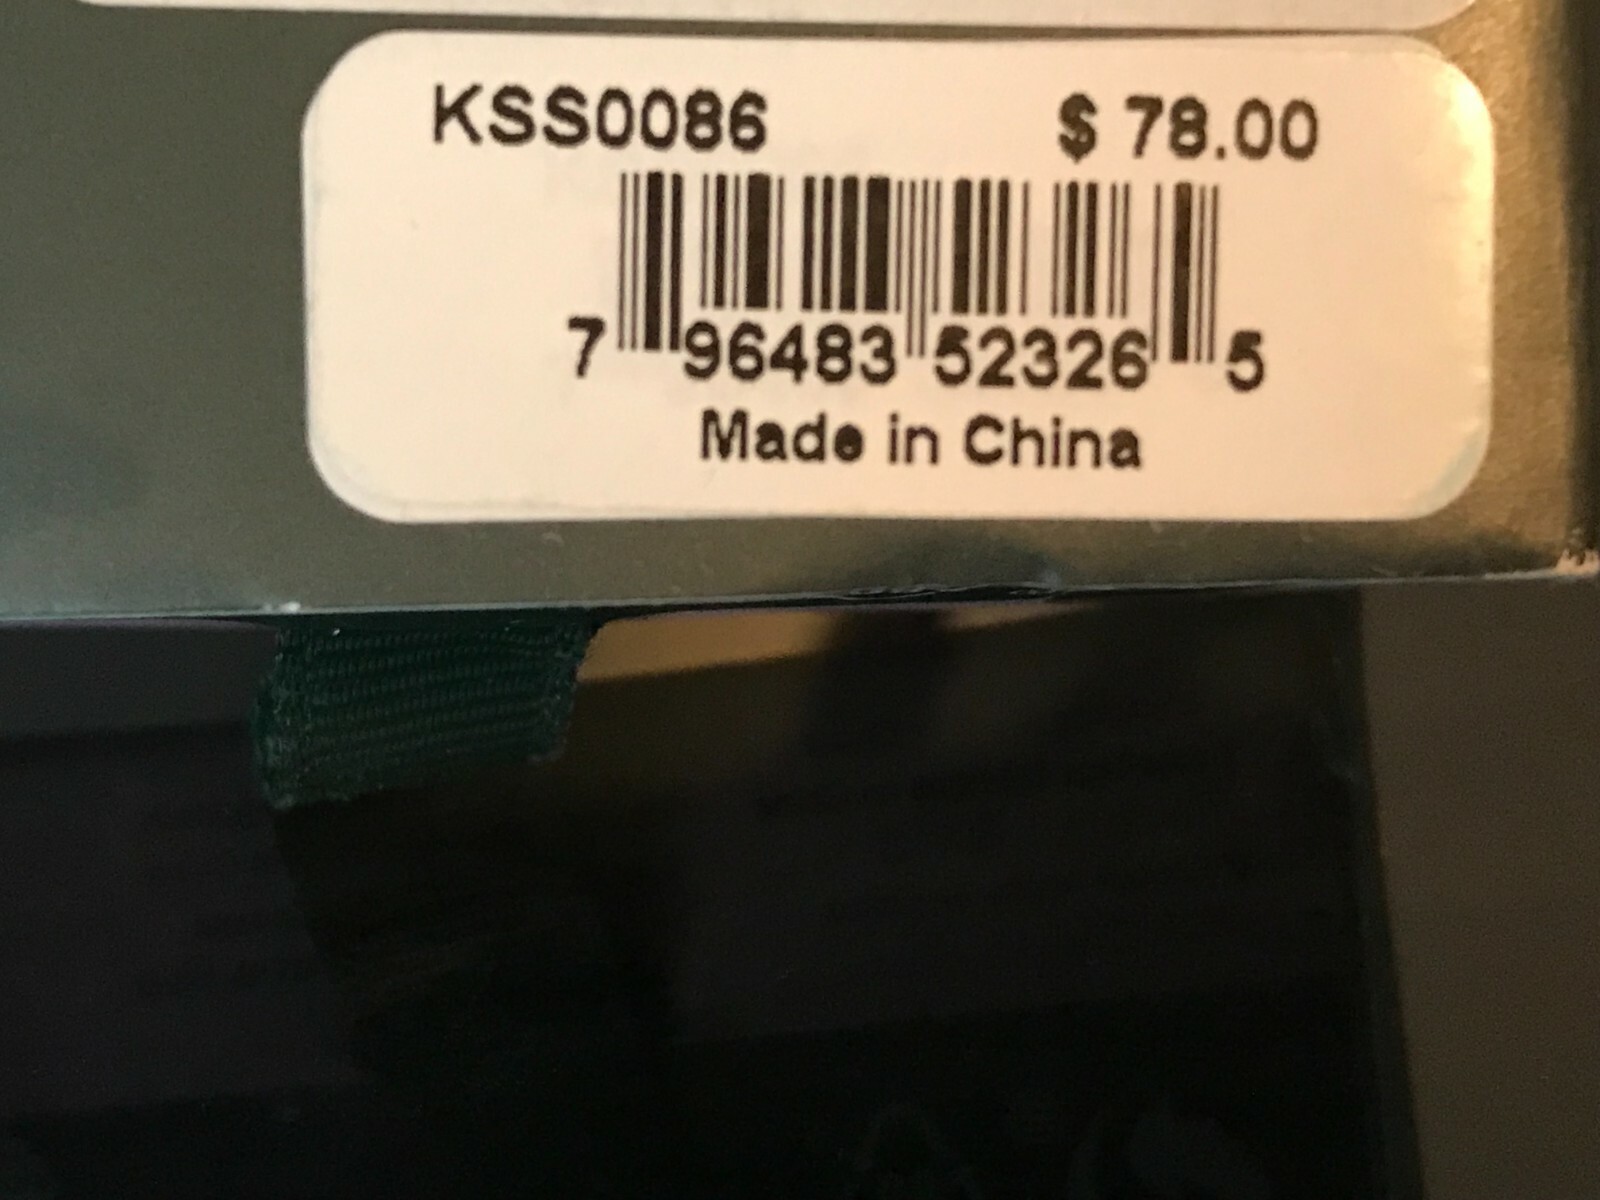 KSS0086 $ 78.00
7 96483 52326 5
Made in China